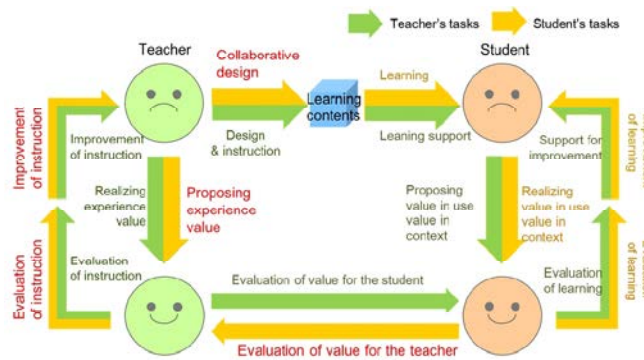 Teacher's tasks
Student's tasks
Teacher
Student
Collaborative
design
Learning
contents
Learning
Design
& instruction
Leaning support
Improvement
of instruction
Improvement
of instruction
Support for
improvement
of learning
Realizing
experience
value
Proposing
experience
value
Proposing
value in use
value in
context
Realizing
value in use
value in
context
Evaluation
of instruction
Evaluation
of instruction
Evaluation of value for the student
Evaluation
of learning
of learning
Evaluation of value for the teacher